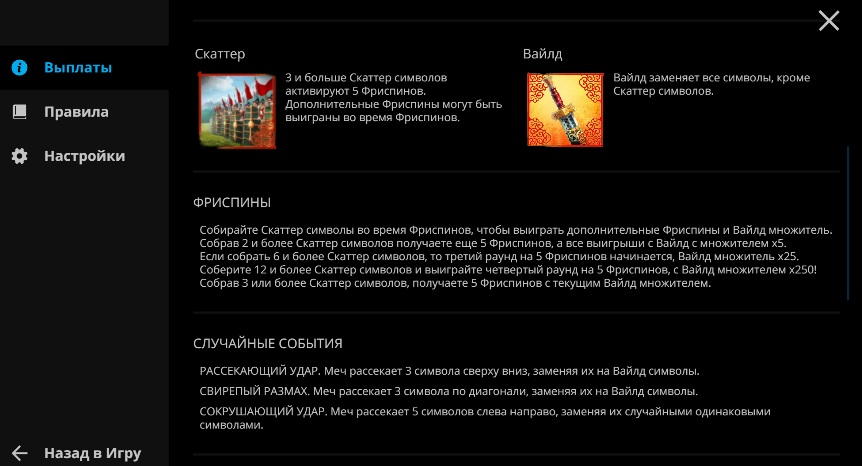 Выплаты
Правила
Настройки
Назад в Игру
Скаттер
3 и больше Скаттер символов
активируют 5 Фриспинов.
Дополнительные Фриспины могут быть
выиграны во время Фриспинов.
Вайлд
Вайлд заменяет все символы, кроме
Скаттер символов.
ФРИСПИНЫ
Собирайте Скаттер символы во время Фриспинов, чтобы выиграть дополнительные Фриспины и Вайлд множитель.
Собрав 2 и более Скаттер символов получаете еще 5 Фриспинов, а все выигрыши с Вайлд с множителем x5.
Если собрать 6 и более Скаттер символов, то третий раунд на 5 Фриспинов начинается, Вайлд множитель x25.
Соберите 12 и более Скаттер символов и выиграйте четвертый раунд на 5 Фриспинов, с Вайлд множителем x250!
Собрав 3 или более Скаттер символов, получаете 5 Фриспинов с текущим Вайлд множителем.
СЛУЧАЙНЫЕ СОБЫТИЯ
РАССЕКАЮЩИЙ УДАР. Меч рассекает 3 символа сверху вниз, заменяя их на Вайлд символы.
СВИРЕПЫЙ РАЗМАХ. Меч рассекает 3 символа по диагонали, заменяя их на Вайлд символы.
СОКРУШАЮЩИЙ УДАР. Меч рассекает 5 символов слева направо, заменяя их случайными одинаковыми
символами.